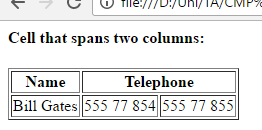 file:///D:/Uni/TA/CMP%
Cell that spans two columns:
Name Telephone
Bill Gates 555 77 854 555 77 855